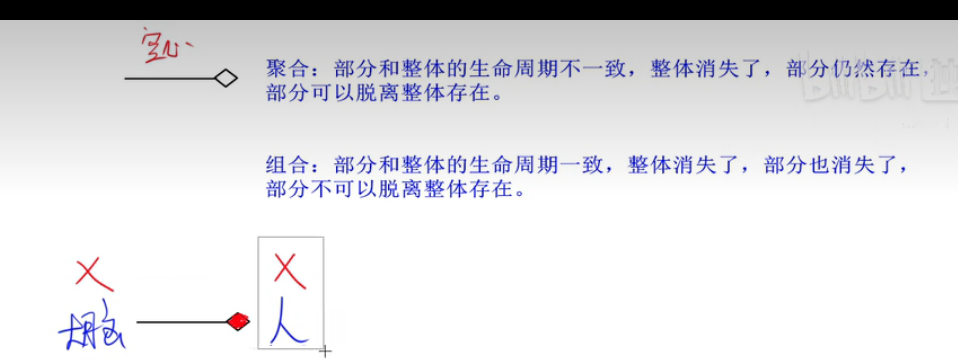 空心
聚合：部分和整体的生命周期不一致，整体消失了，部分仍然存在，
部分可以脱离整体存在。
组合：部分和整体的生命周期一致，整体消失了，部分也消失了，
部分不可以脱离整体存在。
X X
大脑 人